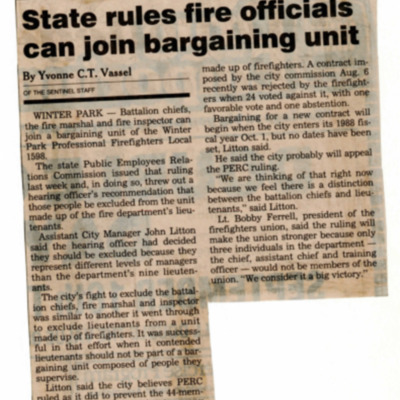 State rules fire officials
can join bargaining unit
By Yvonne C.T. Vassel
OF THE SENTINEL STAFF
WINTER PARK — Battalion chiefs,
the fire marshal and fire inspector can
join a bargaining unit of the Winter
Park Professional Firefighters Local
1598.
The state Public Employees Rela-
tions Commission issued that ruling
last week and, in doing so, threw out a
hearing officer's recommendation that
those people be excluded from the unit
made up of the fire department's lieu-
tenants.
Assistant City Manager John Litton
said the hearing officer had decided
they should be excluded because they
represent different levels of managers
than the department's nine lieuten-
ants.
The city's fight to exclude the battal-
ion chiefs, fire marshal and inspector
was similar to another it went through
to exclude lieutenants from a unit
made up of firefighters. It was success-
ful in that effort when it contended
lieutenants should not be part of a bar-
gaining unit composed of people they
supervise.
Litton said the city believes PERC
ruled as it did to prevent the 44-mem-
made up of firefighters. A contract im-
posed by the city commission Aug. 6
recently was rejected by the firefight-
ers when 24 voted against it, with one
favorable vote and one abstention.
Bargaining for a new contract will
begin when the city enters its 1988 fis-
cal year Oct. 1, but no dates have been
set, Litton said.
He said the city probably will appeal
the PERC ruling.
"We are thinking of that right now
because we feel there is a distinction
between the battalion chiefs and lieu-
tenants," said Litton.
Lt. Bobby Ferrell, president of the
firefighters union, said the ruling will
make the union stronger because only
three individuals in the department —
the chief, assistant chief and training
officer — would not be members of the
union. "We consider it a big victory."